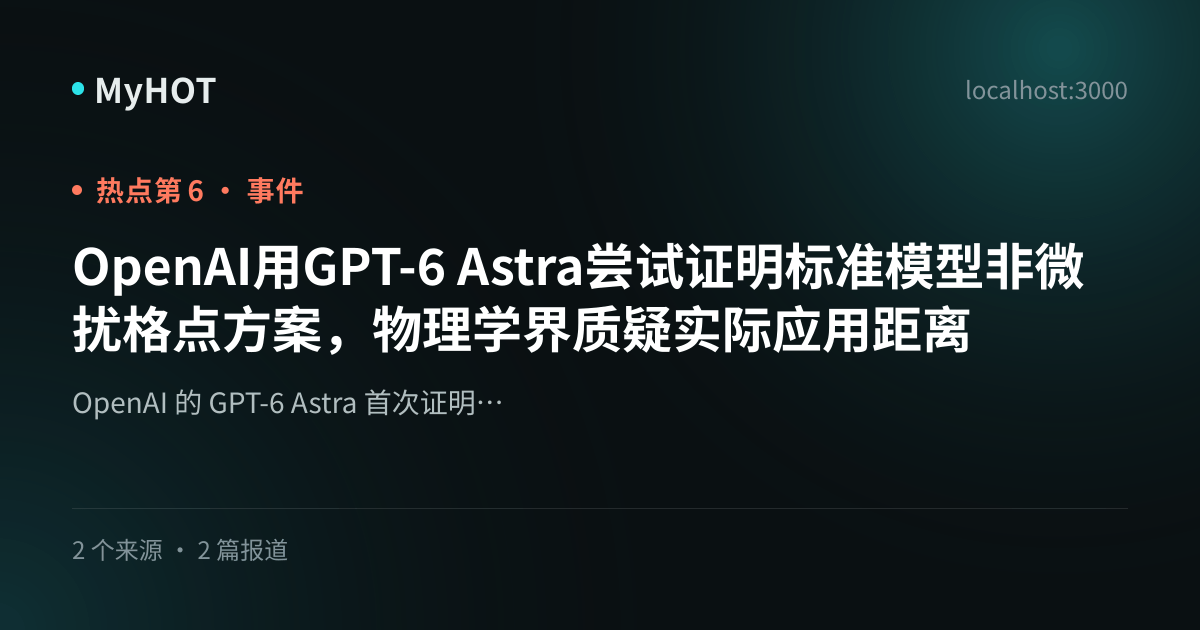 MyHOT
localhost:3000
热点第 6 · 事件
OpenAI用GPT-6 Astra尝试证明标准模型非微
扰格点方案，物理学界质疑实际应用距离
OpenAI 的 GPT-6 Astra 首次证明…
2 个来源 · 2 篇报道